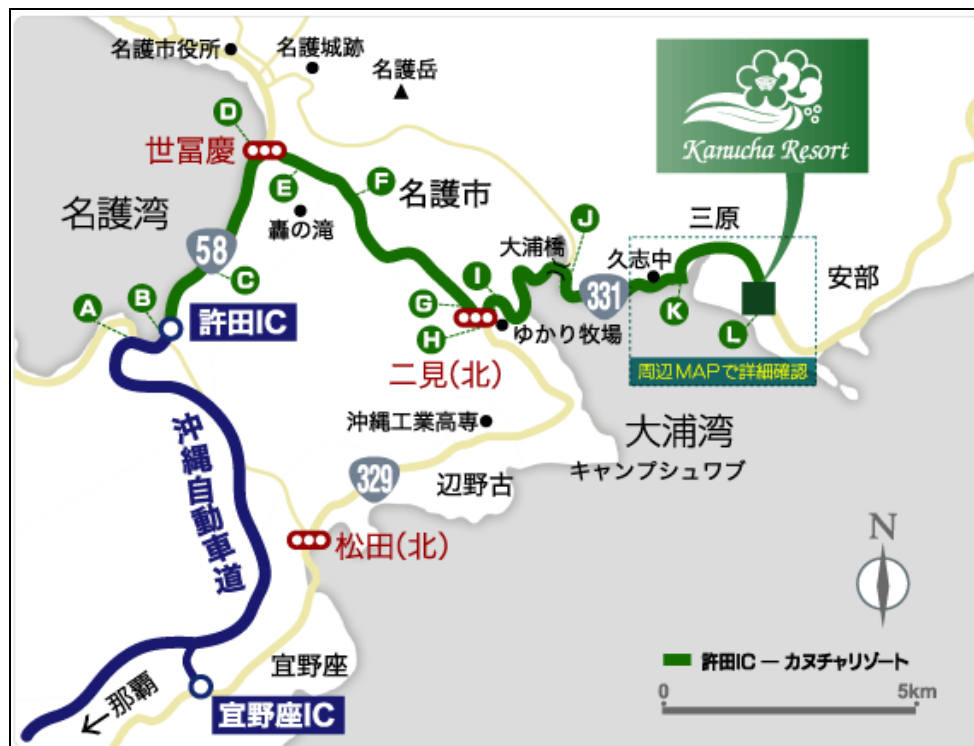 名護市役所
名護城跡
名護岳
Kanucha Resort
D
世冨慶
E
F
轟の滝
名護市
名護湾
58
C
B
A
許田IC
大浦橋
J
久志中
三原
安部
I
G
H
331
K
L
ゆかり牧場
二見(北)
周辺MAPで詳細確認
沖縄工業高専
大浦湾
キャンプシュワブ
329
辺野古
沖縄自動車道
松田(北)
N
宜野座
宜野座IC
那覇
許田IC ― カヌチャリゾート
0 5km